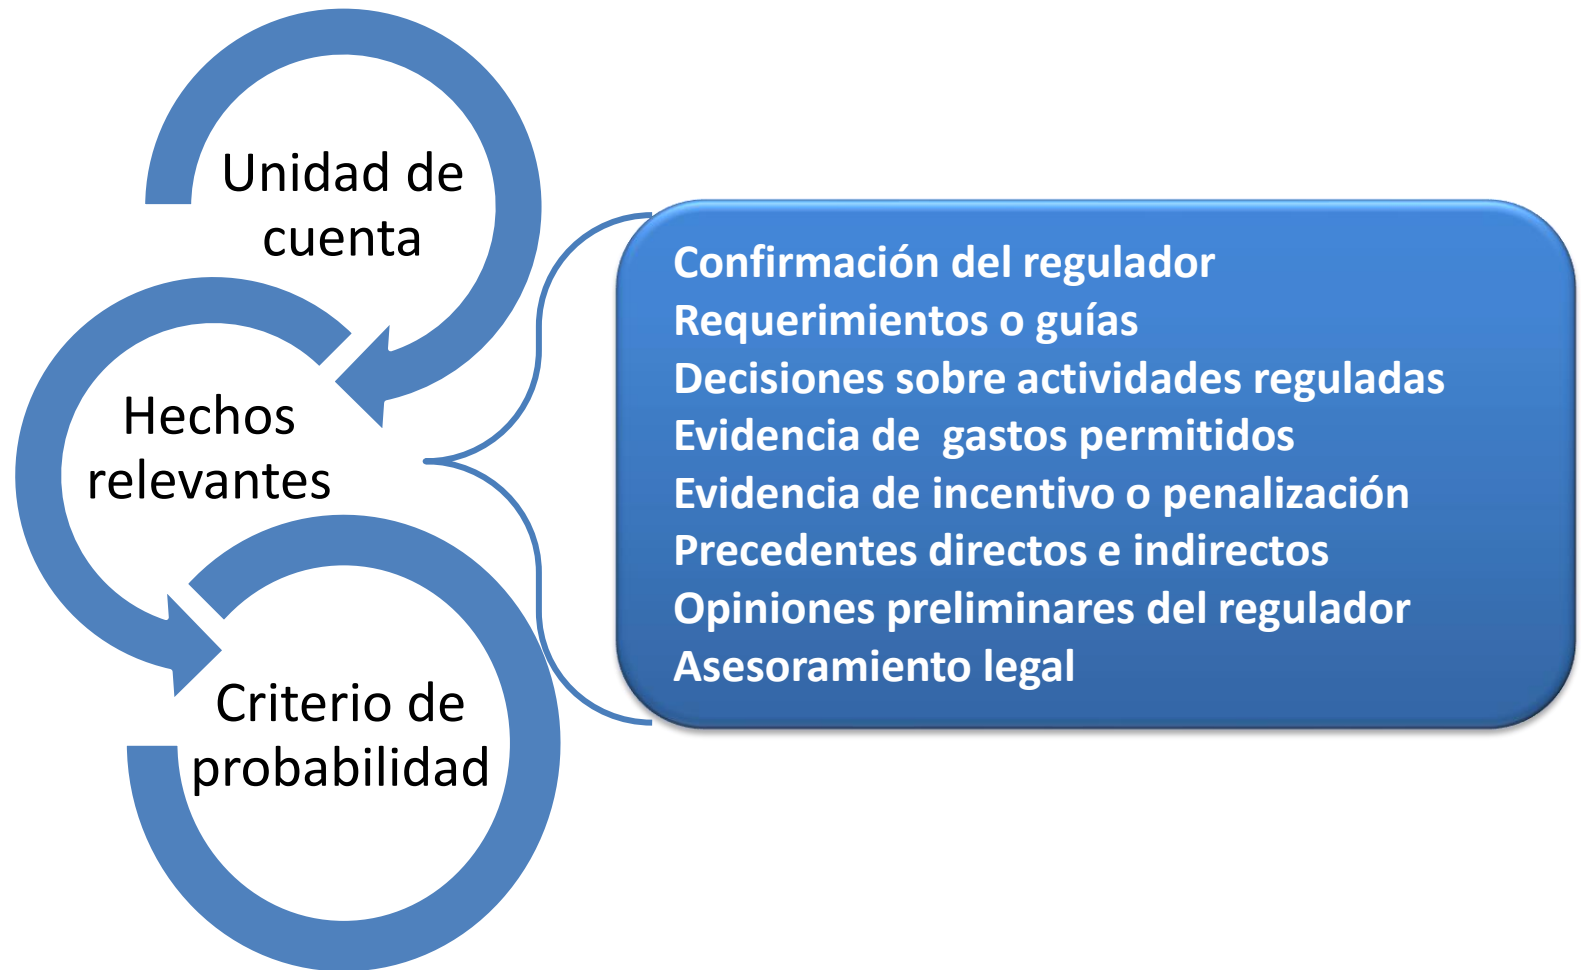 Unidad de
cuenta
Hechos
relevantes
Criterio de
probabilidad
Confirmación del regulador
Requerimientos o guías
Decisiones sobre actividades reguladas
Evidencia de  gastos permitidos
Evidencia de incentivo o penalización
Precedentes directos e indirectos
Opiniones preliminares del regulador
Asesoramiento legal